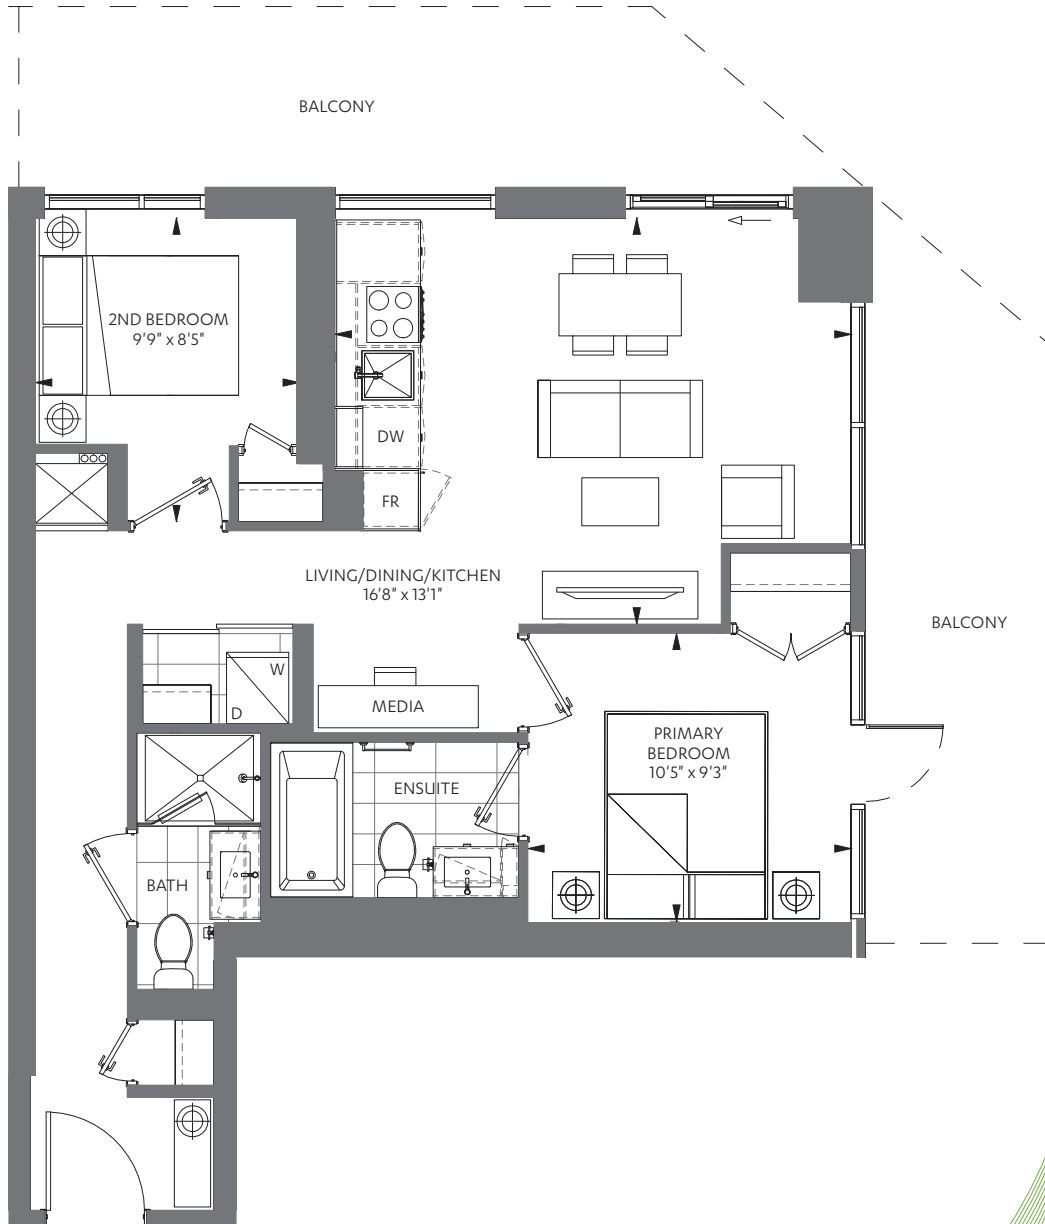 BALCONY
2ND BEDROOM
9'9" x 8'5"
DW
FR
LIVING/DINING/KITCHEN
16'8" x 13'1"
BALCONY
W
D
MEDIA
PRIMARY
BEDROOM
10'5" x 9'3"
ENSUITE
BATH